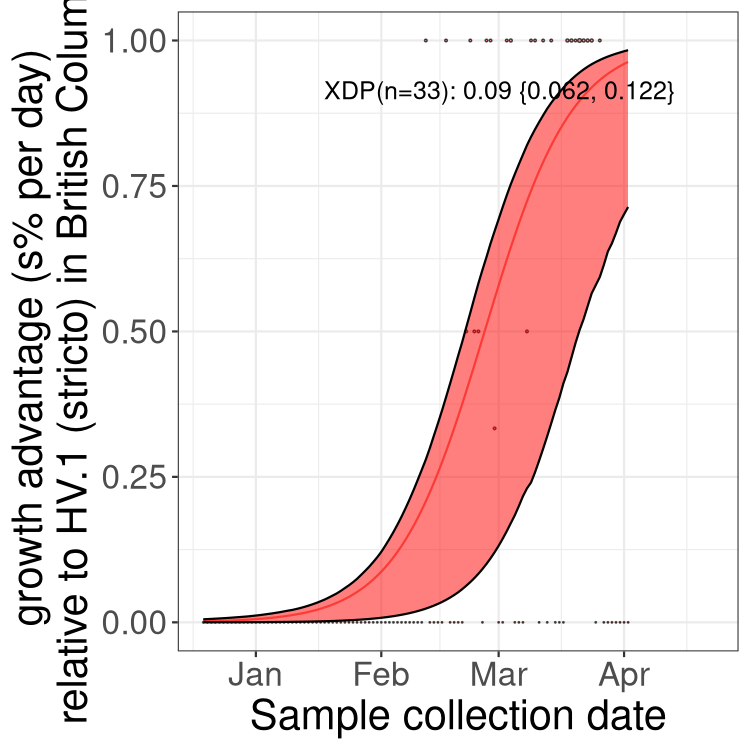 growth advantage (s% per day)
relative to HV.1 (stricto) in British Colum
1.00
0.75
0.50
0.25
0.00
XDP(n=33): 0.09 {0.062, 0.122}
Jan Feb Mar Apr
Sample collection date